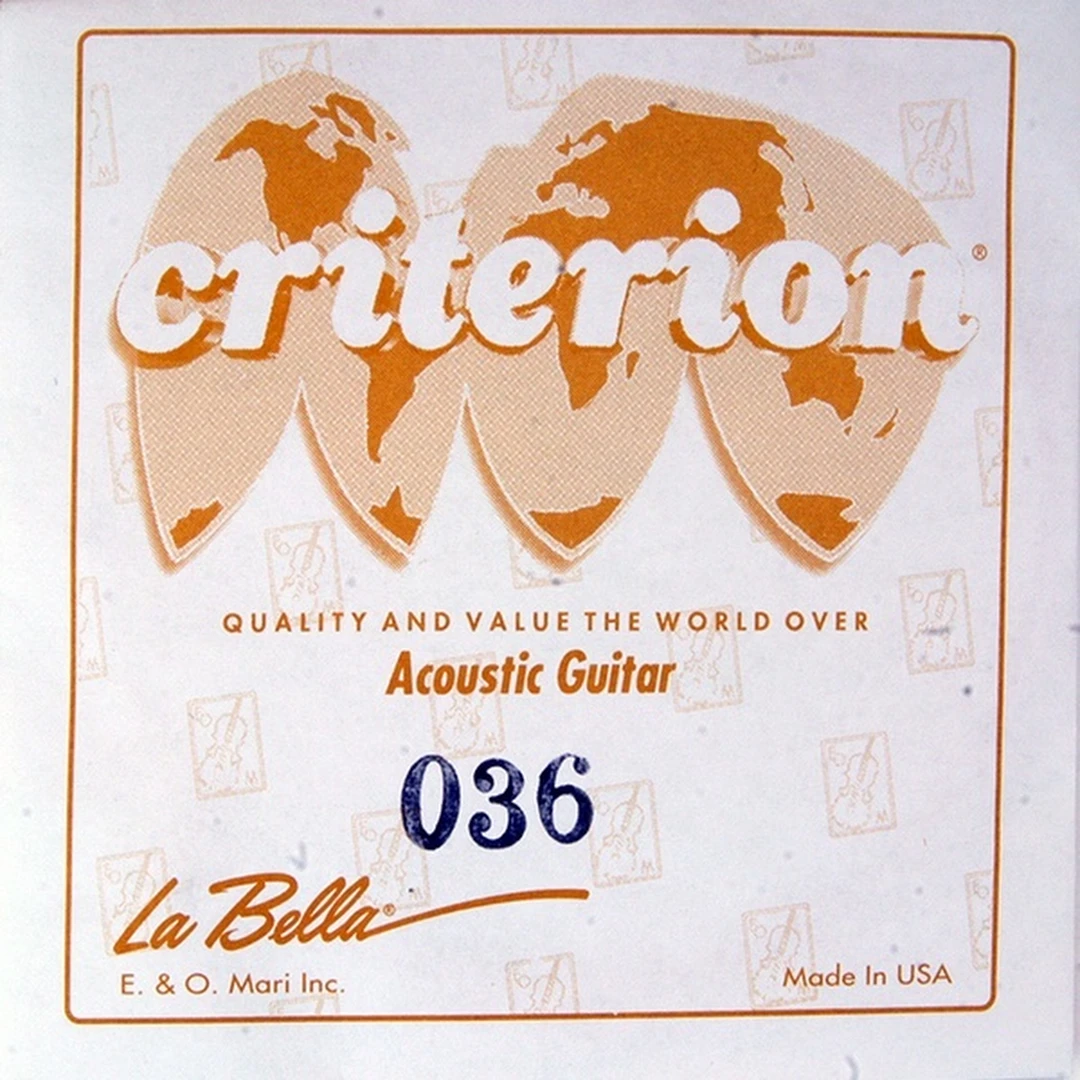 criterion®
QUALITY AND VALUE THE WORLD OVER
Acoustic Guitar
036
La Bella®
E. & O. Mari Inc.
Made In USA